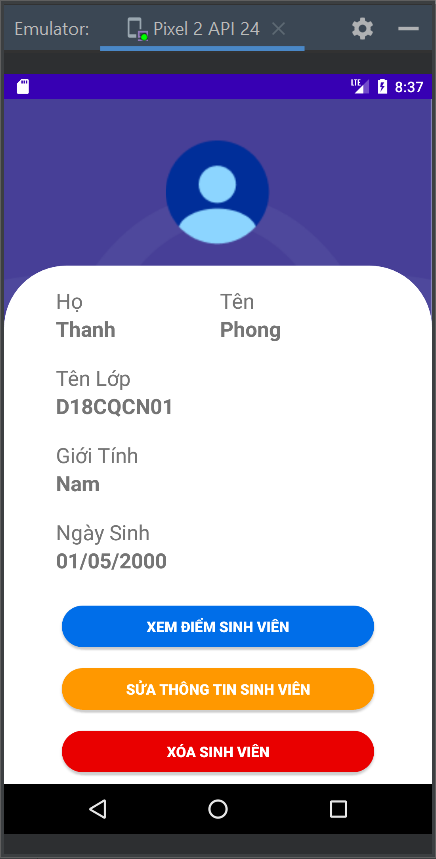 Emulator: Pixel 2 API 24
LTE 8:37
Họ Tên
Thanh Phong
Tên Lớp
D18CQCN01
Giới Tính
Nam
Ngày Sinh
01/05/2000
XEM ĐIỂM SINH VIÊN
SỬA THÔNG TIN SINH VIÊN
XÓA SINH VIÊN